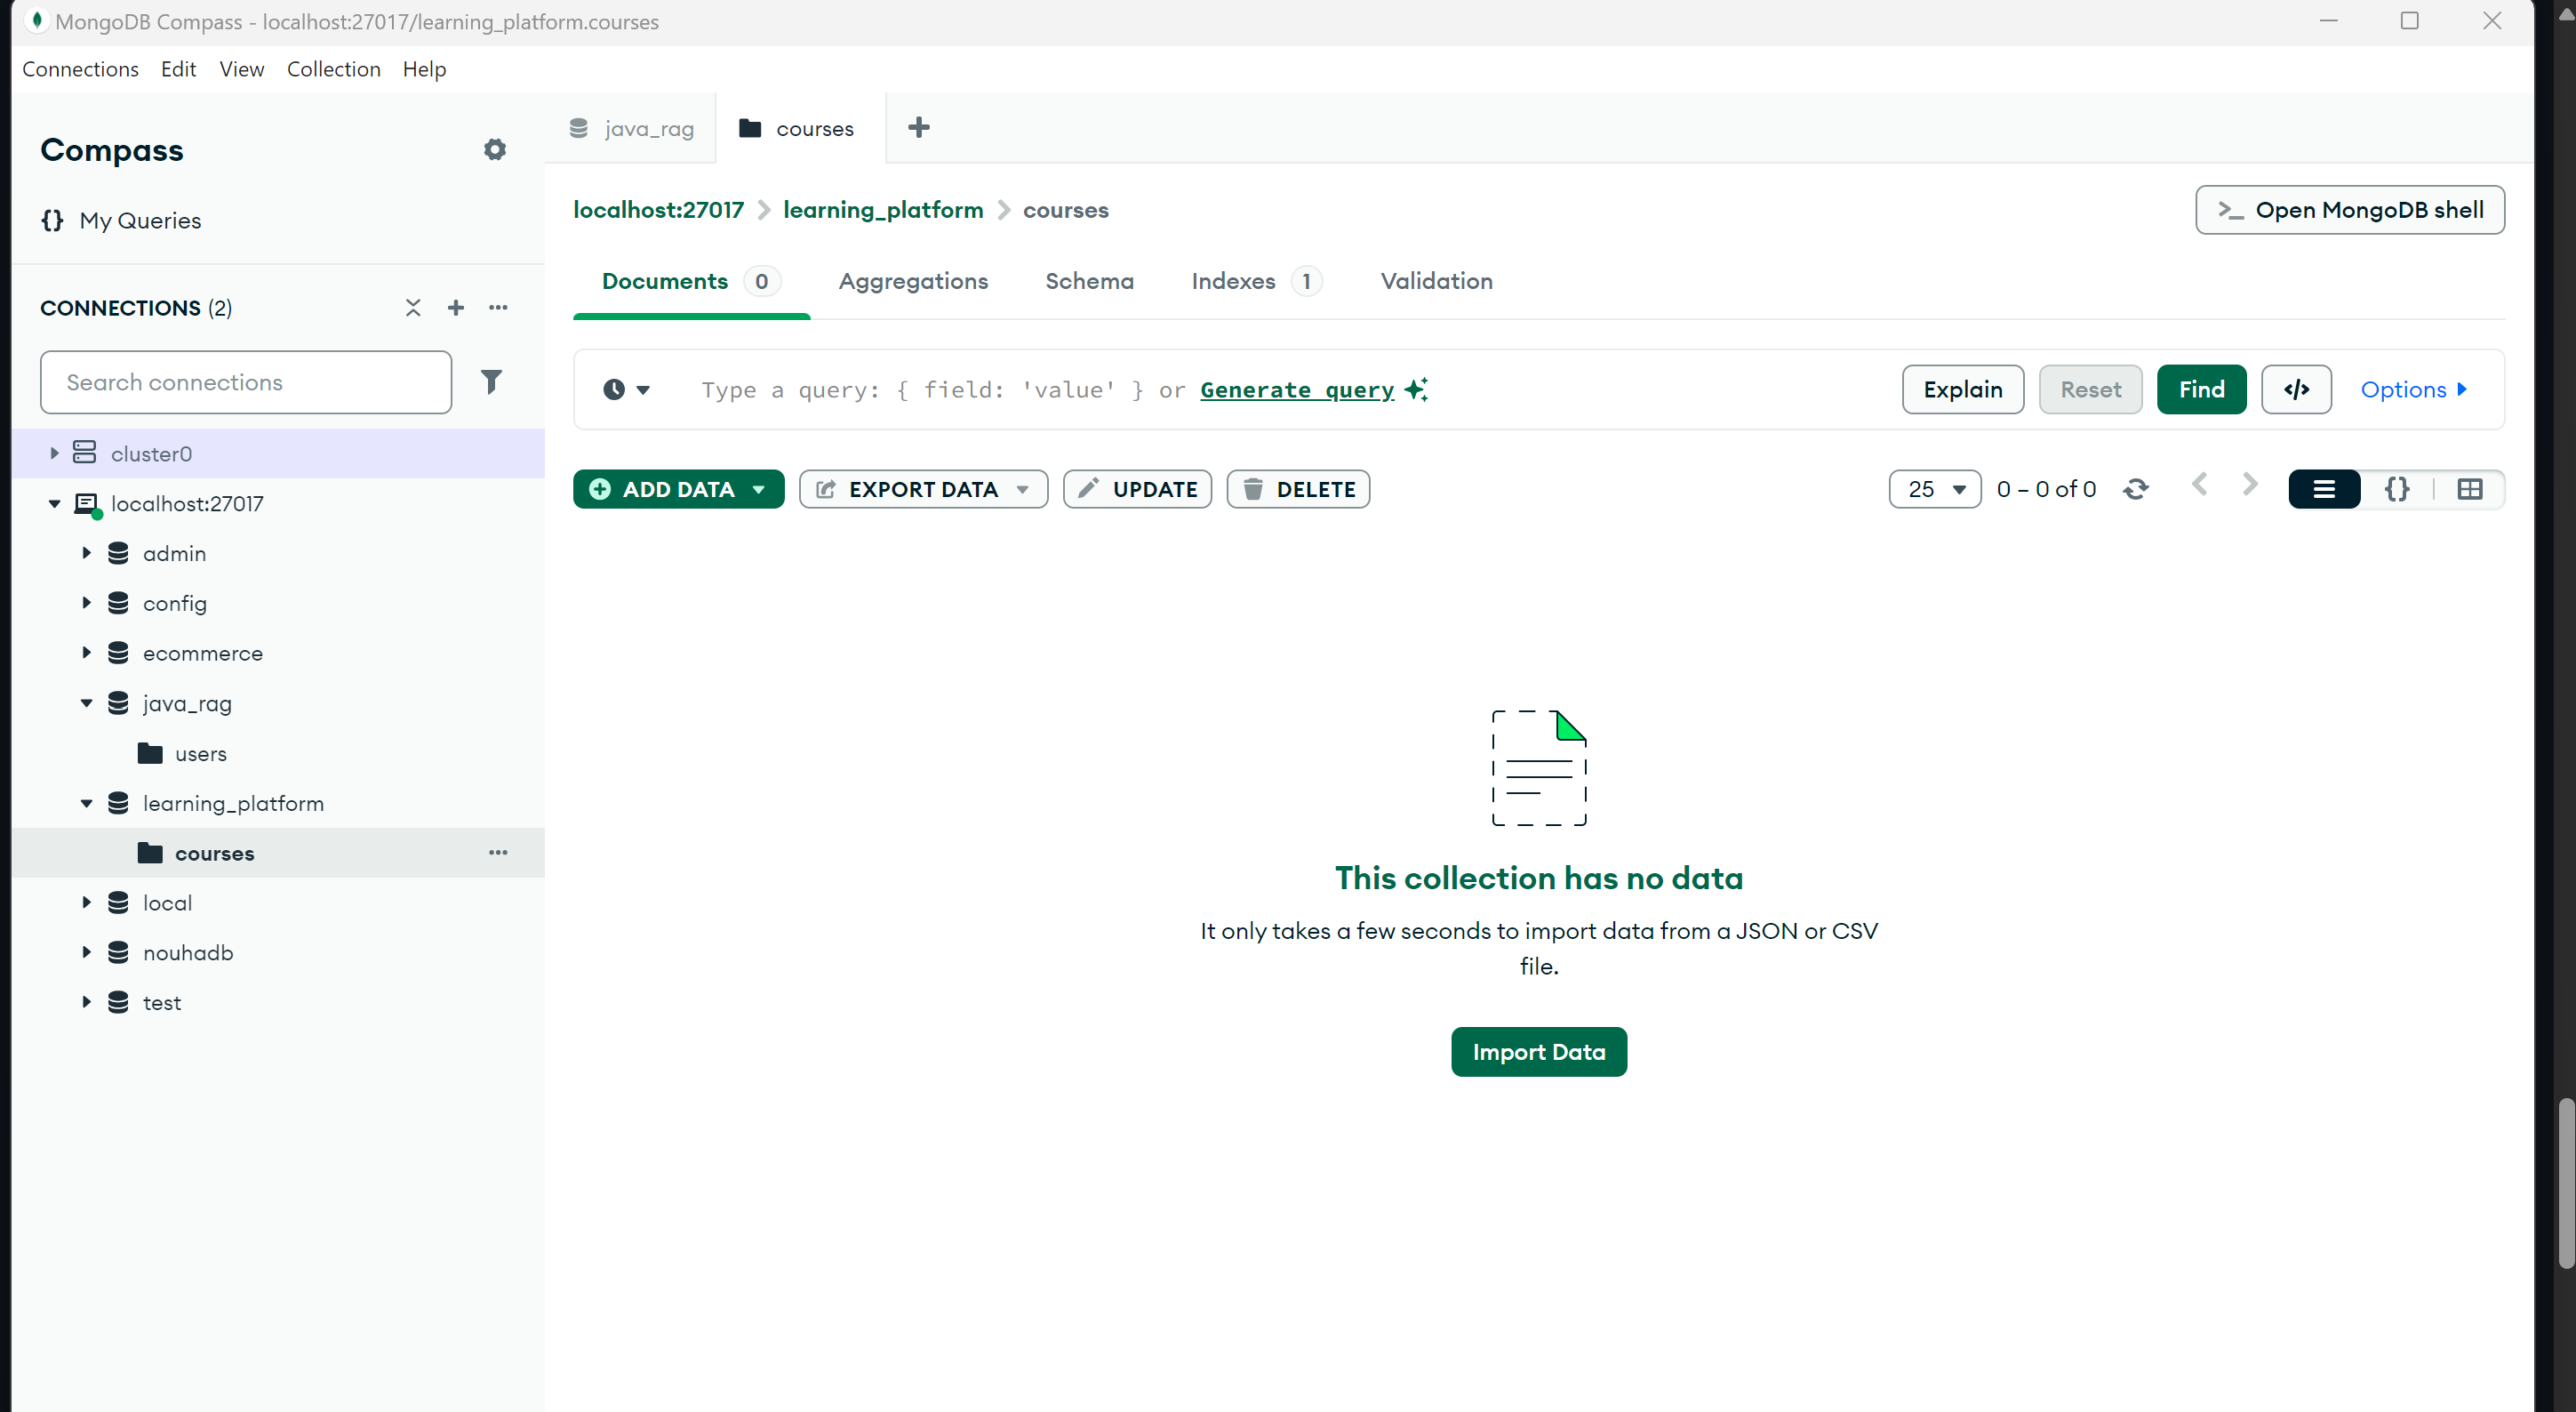 MongoDB Compass - localhost:27017/learning_platform.courses
Connections Edit View Collection Help
Compass
{} My Queries
CONNECTIONS (2)
Search connections
cluster0
localhost:27017
admin
config
ecommerce
java_rag
users
learning_platform
courses
local
nouhadb
test
java_rag courses
localhost:27017 > learning_platform > courses
>_ Open MongoDB shell
Documents 0 Aggregations Schema Indexes 1 Validation
Type a query: { field: 'value' } or Generate query
Explain Reset Find </> Options
ADD DATA EXPORT DATA UPDATE DELETE
25 0 – 0 of 0 {}
This collection has no data
It only takes a few seconds to import data from a JSON or CSV
file.
Import Data